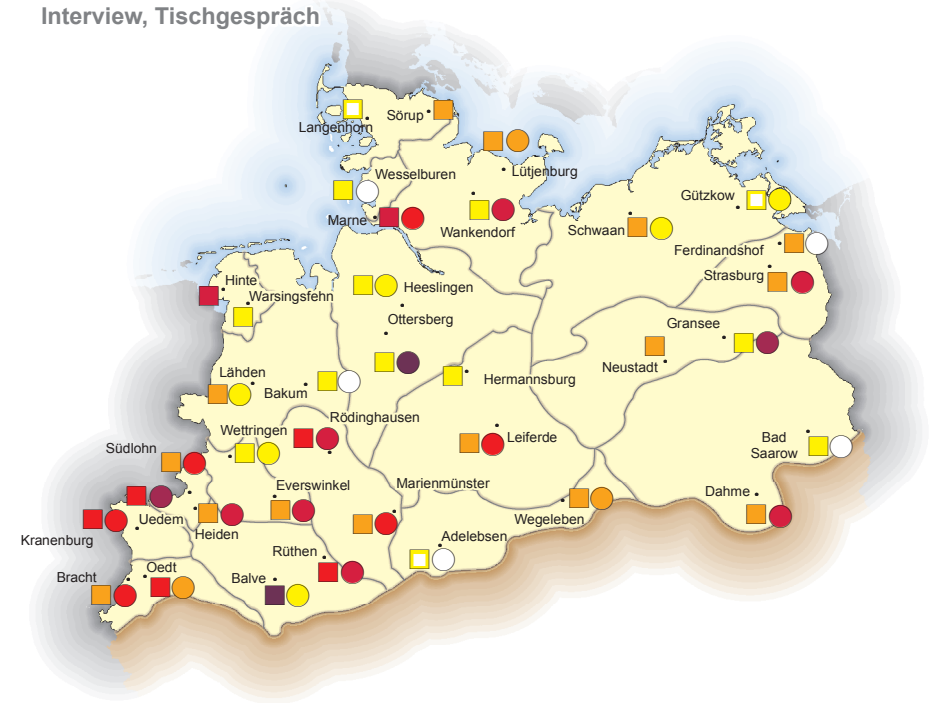 Interview, Tischgespräch
Sörup
Langenhorn
Lütjenburg
Wesselburen
Gützkow
Marne
Wankendorf
Schwaan
Ferdinandshof
Strasburg
Hinte
Warsingsfehn
Heeslingen
Ottersberg
Gransee
Neustadt
Lähden
Bakum
Hermannsburg
Rödinghausen
Wettringen
Leiferde
Bad
Saarow
Südlohn
Everswinkel
Marienmünster
Dahme
Uedem
Heiden
Wegeleben
Kranenburg
Adelebsen
Rüthen
Oedt
Bracht
Balve